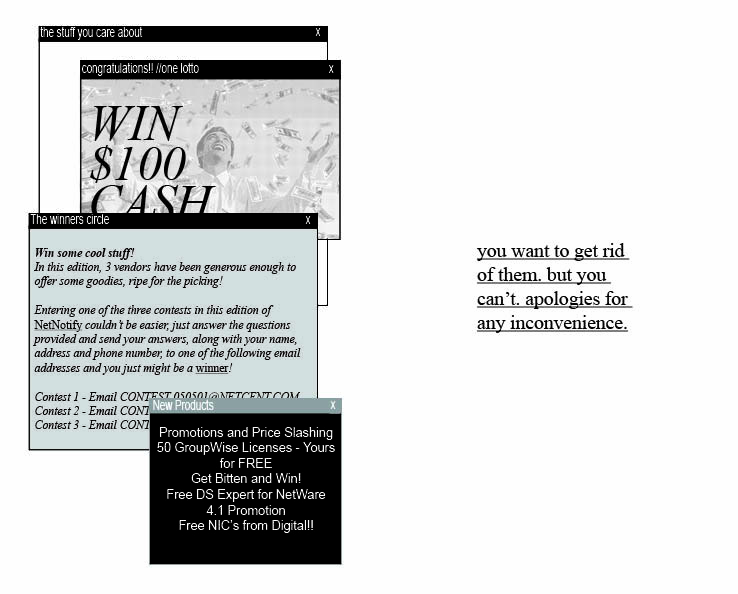 the stuff you care about X
congratulations!! //one lotto X
WIN
$100
CASH
The winners circle X
Win some cool stuff!
In this edition, 3 vendors have been generous enough to
offer some goodies, ripe for the picking!
Entering one of the three contests in this edition of
NetNotify couldn't be easier, just answer the questions
provided and send your answers, along with your name,
address and phone number, to one of the following email
addresses and you just might be a winner!
Contest 1 - Email CONTEST.050501@NETCENT.COM
Contest 2 - Email CONT
Contest 3 - Email CONT
New Products X
Promotions and Price Slashing
50 GroupWise Licenses - Yours
for FREE
Get Bitten and Win!
Free DS Expert for NetWare
4.1 Promotion
Free NIC's from Digital!!
you want to get rid
of them. but you
can't. apologies for
any inconvenience.